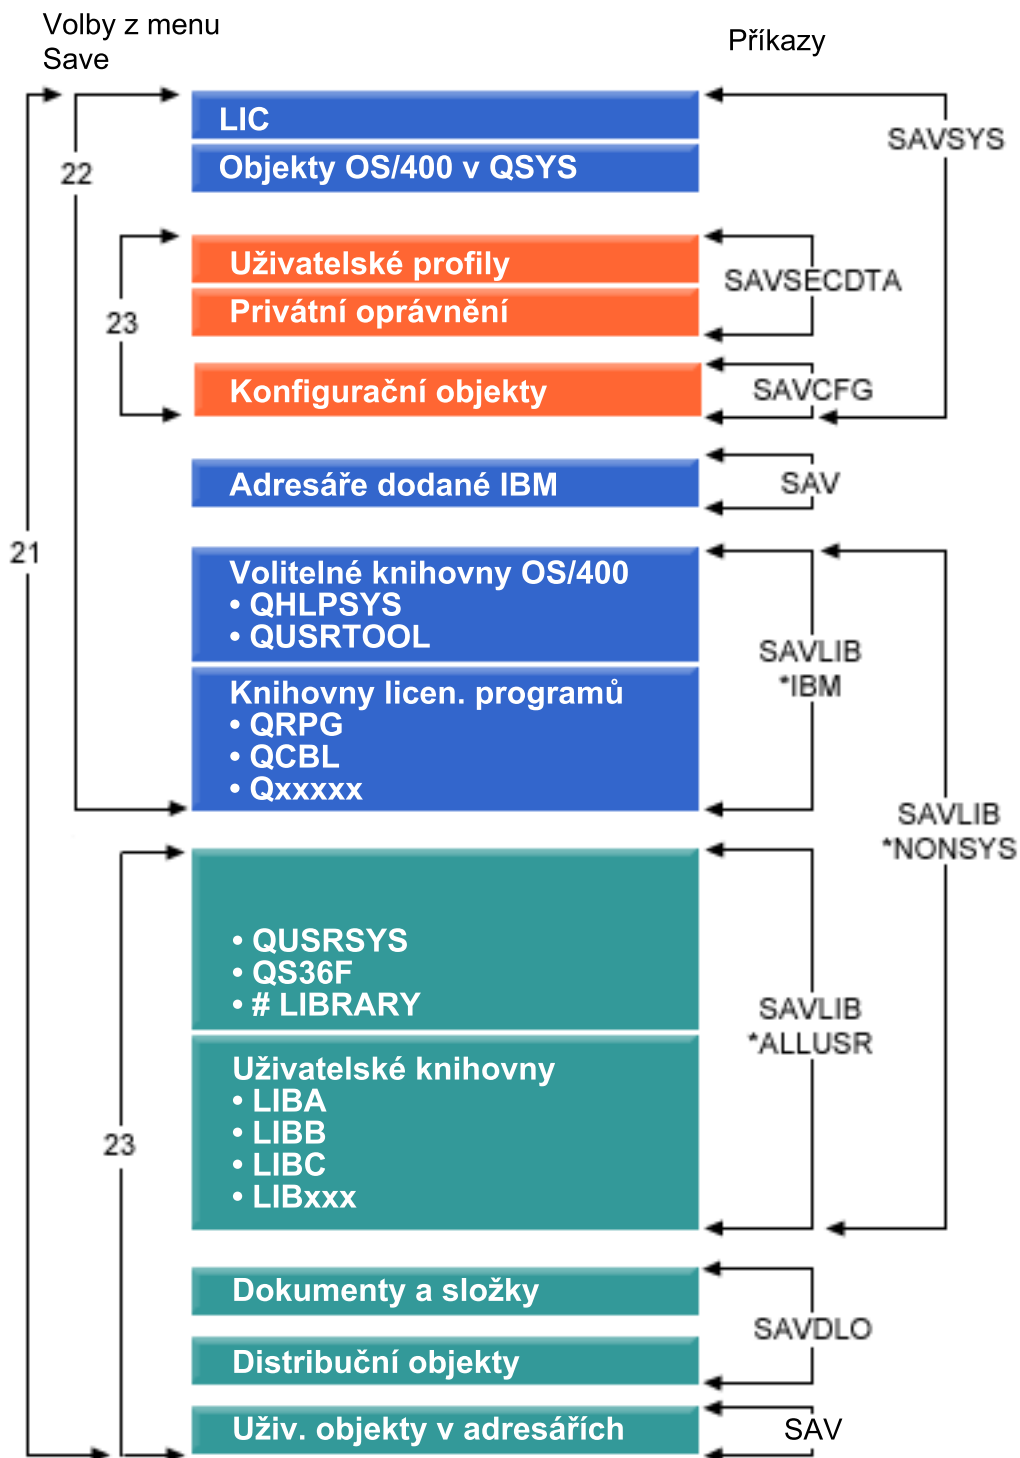 Volby z menu
Save
Příkazy
LIC
Objekty OS/400 v QSYS
SAVSYS
22
Uživatelské profily
Privátní oprávnění
SAVSECDTA
23
Konfigurační objekty
SAVCFG
Adresáře dodané IBM
SAV
21
Volitelné knihovny OS/400
• QHLPSYS
• QUSRTOOL
SAVLIB
*IBM
Knihovny licen. programů
• QRPG
• QCBL
• Qxxxxx
SAVLIB
*NONSYS
• QUSRSYS
• QS36F
• # LIBRARY
SAVLIB
*ALLUSR
Uživatelské knihovny
• LIBA
• LIBB
• LIBC
• LIBxxx
23
Dokumenty a složky
SAVDLO
Distribuční objekty
Uživ. objekty v adresářích
SAV